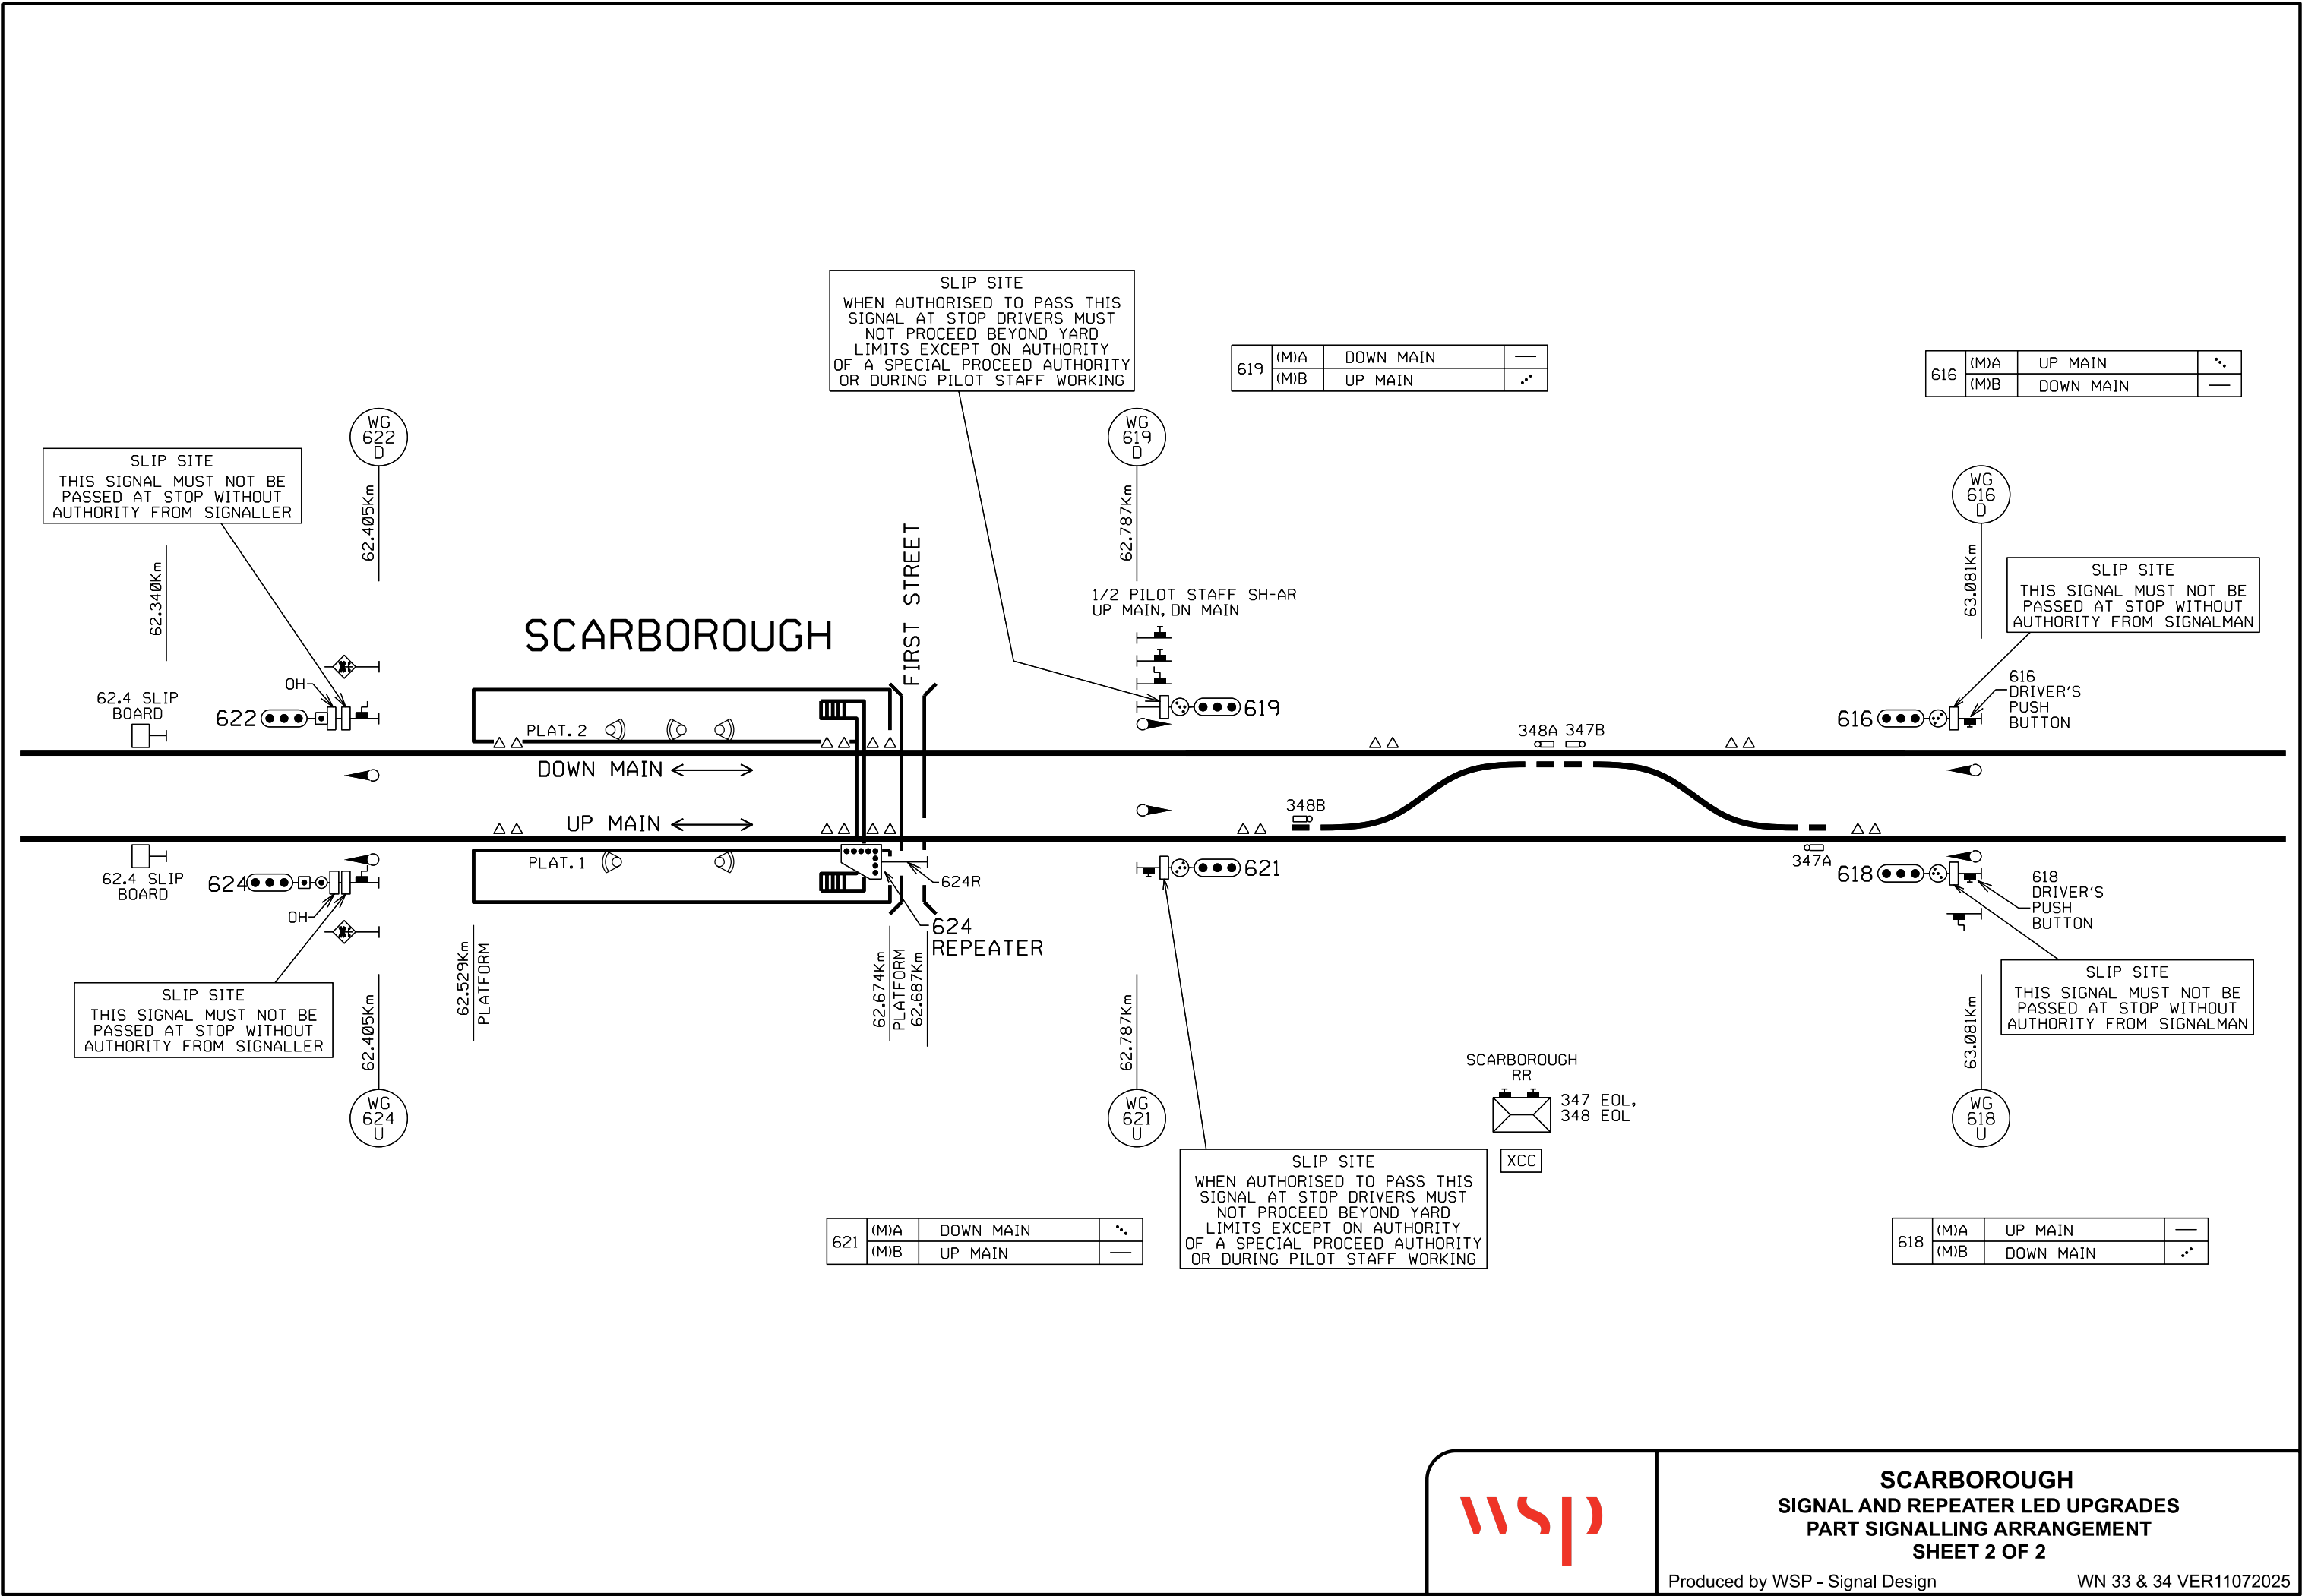 SLIP SITE
WHEN AUTHORISED TO PASS THIS
SIGNAL AT STOP DRIVERS MUST
NOT PROCEED BEYOND YARD
LIMITS EXCEPT ON AUTHORITY
OF A SPECIAL PROCEED AUTHORITY
OR DURING PILOT STAFF WORKING
619
(M)A DOWN MAIN
(M)B UP MAIN
616
(M)A UP MAIN
(M)B DOWN MAIN
WG
622
D
62.405Km
WG
619
D
62.787Km
WG
616
D
63.081Km
SLIP SITE
THIS SIGNAL MUST NOT BE
PASSED AT STOP WITHOUT
AUTHORITY FROM SIGNALLER
62.340Km
SLIP SITE
THIS SIGNAL MUST NOT BE
PASSED AT STOP WITHOUT
AUTHORITY FROM SIGNALMAN
1/2 PILOT STAFF SH-AR
UP MAIN, DN MAIN
SCARBOROUGH
FIRST STREET
62.4 SLIP
BOARD
OH
622
PLAT. 2
619
348A 347B
616
616
DRIVER'S
PUSH
BUTTON
DOWN MAIN
UP MAIN
348B
62.4 SLIP
BOARD
624
OH
PLAT. 1
624R
624
REPEATER
621
347A
618
618
DRIVER'S
PUSH
BUTTON
SLIP SITE
THIS SIGNAL MUST NOT BE
PASSED AT STOP WITHOUT
AUTHORITY FROM SIGNALLER
62.405Km
WG
624
U
62.529Km
PLATFORM
62.674Km
PLATFORM
62.687Km
62.787Km
WG
621
U
SCARBOROUGH
RR
347 EOL,
348 EOL
XCC
SLIP SITE
THIS SIGNAL MUST NOT BE
PASSED AT STOP WITHOUT
AUTHORITY FROM SIGNALMAN
63.081Km
WG
618
U
SLIP SITE
WHEN AUTHORISED TO PASS THIS
SIGNAL AT STOP DRIVERS MUST
NOT PROCEED BEYOND YARD
LIMITS EXCEPT ON AUTHORITY
OF A SPECIAL PROCEED AUTHORITY
OR DURING PILOT STAFF WORKING
621
(M)A DOWN MAIN
(M)B UP MAIN
618
(M)A UP MAIN
(M)B DOWN MAIN
wsp
SCARBOROUGH
SIGNAL AND REPEATER LED UPGRADES
PART SIGNALLING ARRANGEMENT
SHEET 2 OF 2
Produced by WSP - Signal Design WN 33 & 34 VER11072025